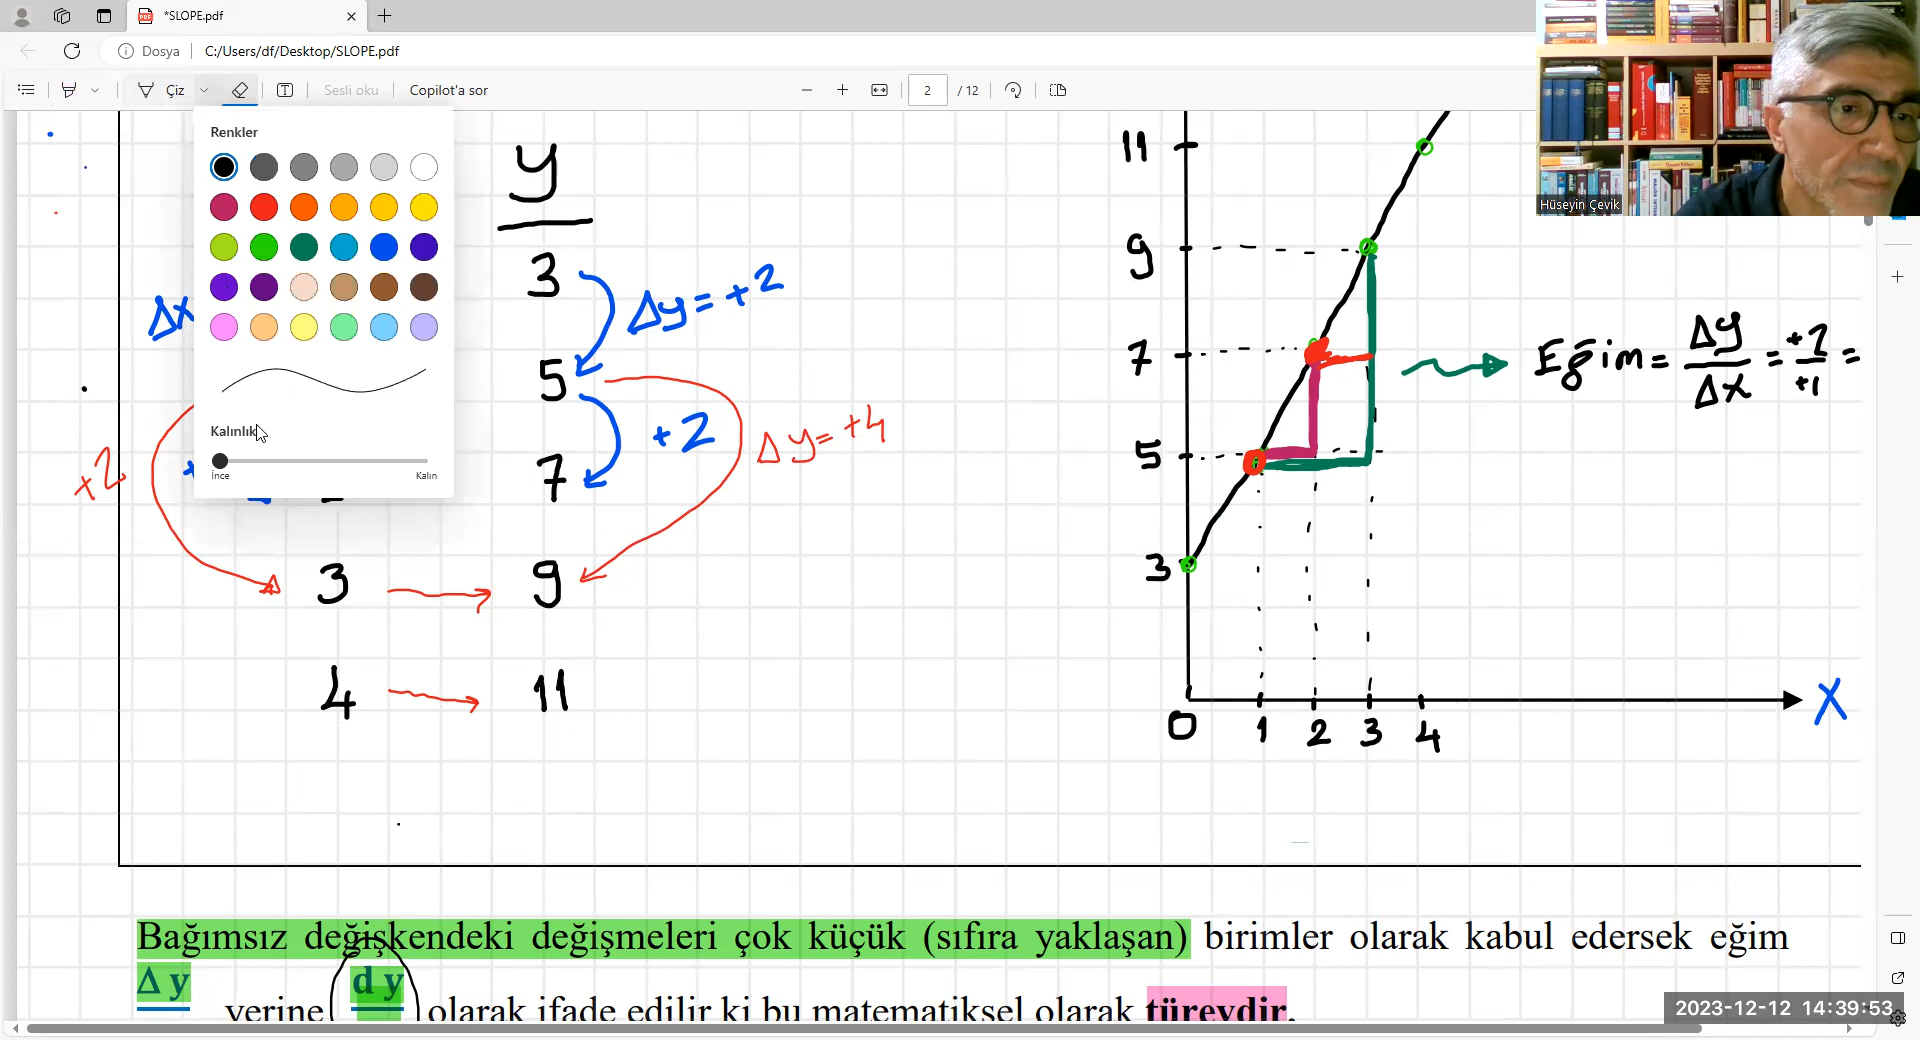 *SLOPE.pdf
Dosya C:/Users/df/Desktop/SLOPE.pdf
Çiz Sesli oku Copilot'a sor 2 / 12
Hüseyin Çevik
Renkler
Kalınlık
İnce Kalın
y
3
5
7
3 9
4 11
Δx
Δy = +2
+2
Δy = +4
+2
11
9
7
5
3
0 1 2 3 4
X
Eğim = Δy/Δx = +2/+1 =
Bağımsız değişkendeki değişmeleri çok küçük (sıfıra yaklaşan) birimler olarak kabul edersek eğim
Δ y d y
yerine olarak ifade edilir ki bu matematiksel olarak türevdir.
2023-12-12 14:39:53